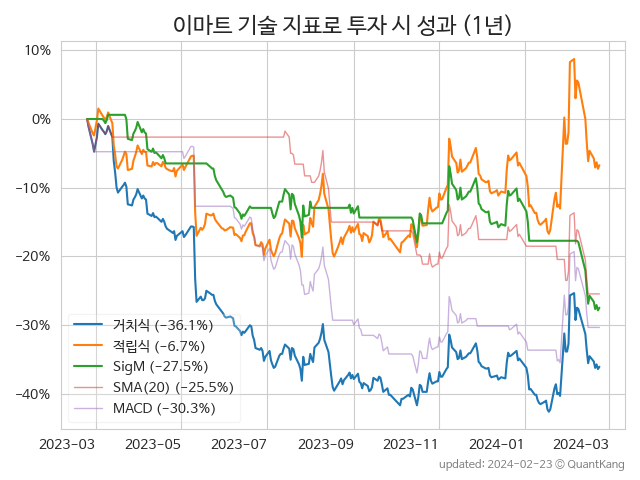 이마트 기술 지표로 투자 시 성과 (1년)
10%
0%
−10%
−20%
−30%
−40%
거치식 (−36.1%)
적립식 (−6.7%)
SigM (−27.5%)
SMA(20) (−25.5%)
MACD (−30.3%)
2023−03
2023−05
2023−07
2023−09
2023−11
2024−01
2024−03
updated: 2024−02−23 ⓒ QuantKang